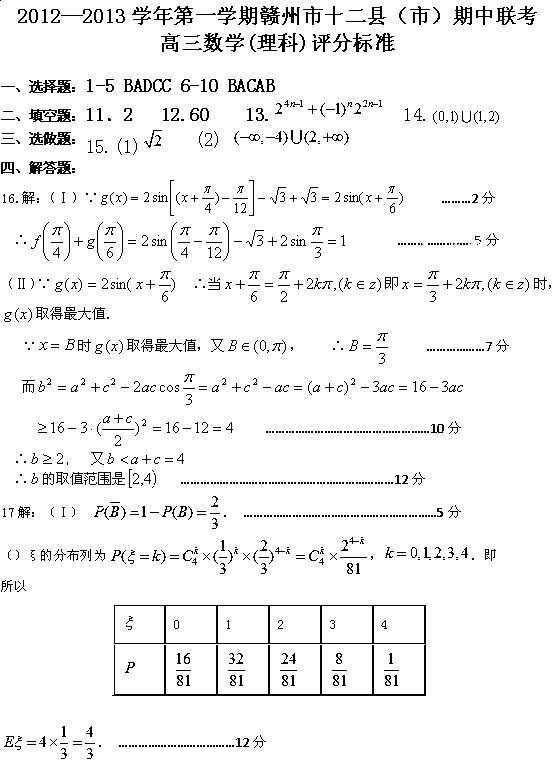 2012—2013学年第一学期赣州市十二县（市）期中联考
高三数学(理科)评分标准
一、选择题：1-5 BADCC 6-10 BACAB
二、填空题：11. 2 12.60 13. 2^{4n-1}+(-1)^n 2^{2n-1} 14. (0,1)∪(1,2)
三、选做题：15.(1) √2 (2) (-∞,-4)∪(2,+∞)
四、解答题：
16.解：(Ⅰ)∵g(x)=2sin[(x+π/4)-π/12]-√3+√3=2sin(x+π/6) ………2分
∴f(π/4)+g(π/6)=2sin(π/4-π/12)-√3+2sin π/3=1 ……………5分
(Ⅱ)∵g(x)=2sin(x+π/6) ∴当x+π/6=π/2+2kπ,(k∈z)即x=π/3+2kπ,(k∈z)时，
g(x)取得最大值.
∵x=B时g(x)取得最大值，又B∈(0,π)， ∴B=π/3 ………………7分
而b²=a²+c²-2ac cos π/3=a²+c²-ac=(a+c)²-3ac=16-3ac
≥16-3·((a+c)/2)²=16-12=4 ……………………………………………10分
∴b≥2， 又b<a+c=4
∴b的取值范围是[2,4) …………………………………………………………12分
17解：(Ⅰ) P(B̄)=1-P(B)=2/3. ……………………………………………………5分
()ξ的分布列为P(ξ=k)=C₄^k×(1/3)^k×(2/3)^{4-k}=C₄^k×2^{4-k}/81，k=0,1,2,3,4.即
所以
ξ 0 1 2 3 4
P 16/81 32/81 24/81 8/81 1/81
Eξ=4×1/3=4/3. ………………………………12分